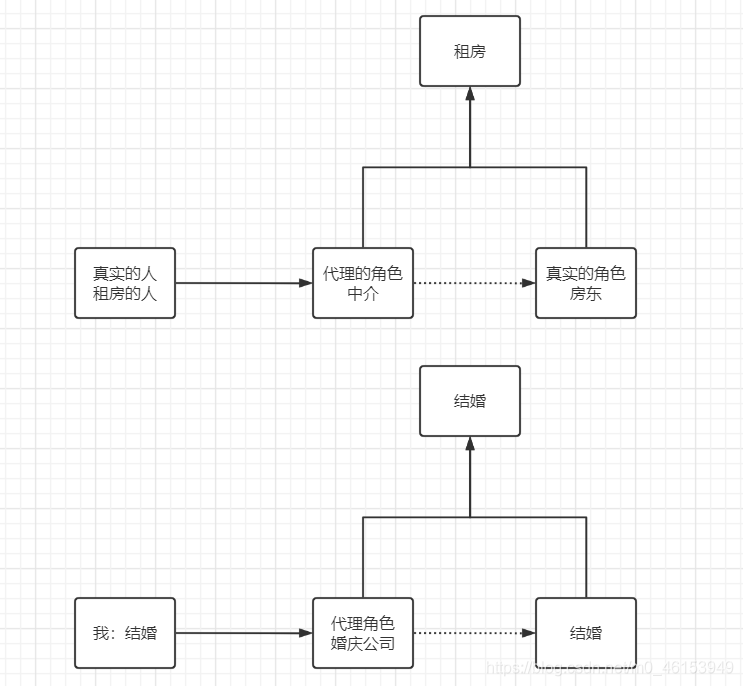 租房
真实的人
租房的人
代理的角色
中介
真实的角色
房东
结婚
我：结婚
代理角色
婚庆公司
结婚
https://blog.csdn.net/m0_46153949